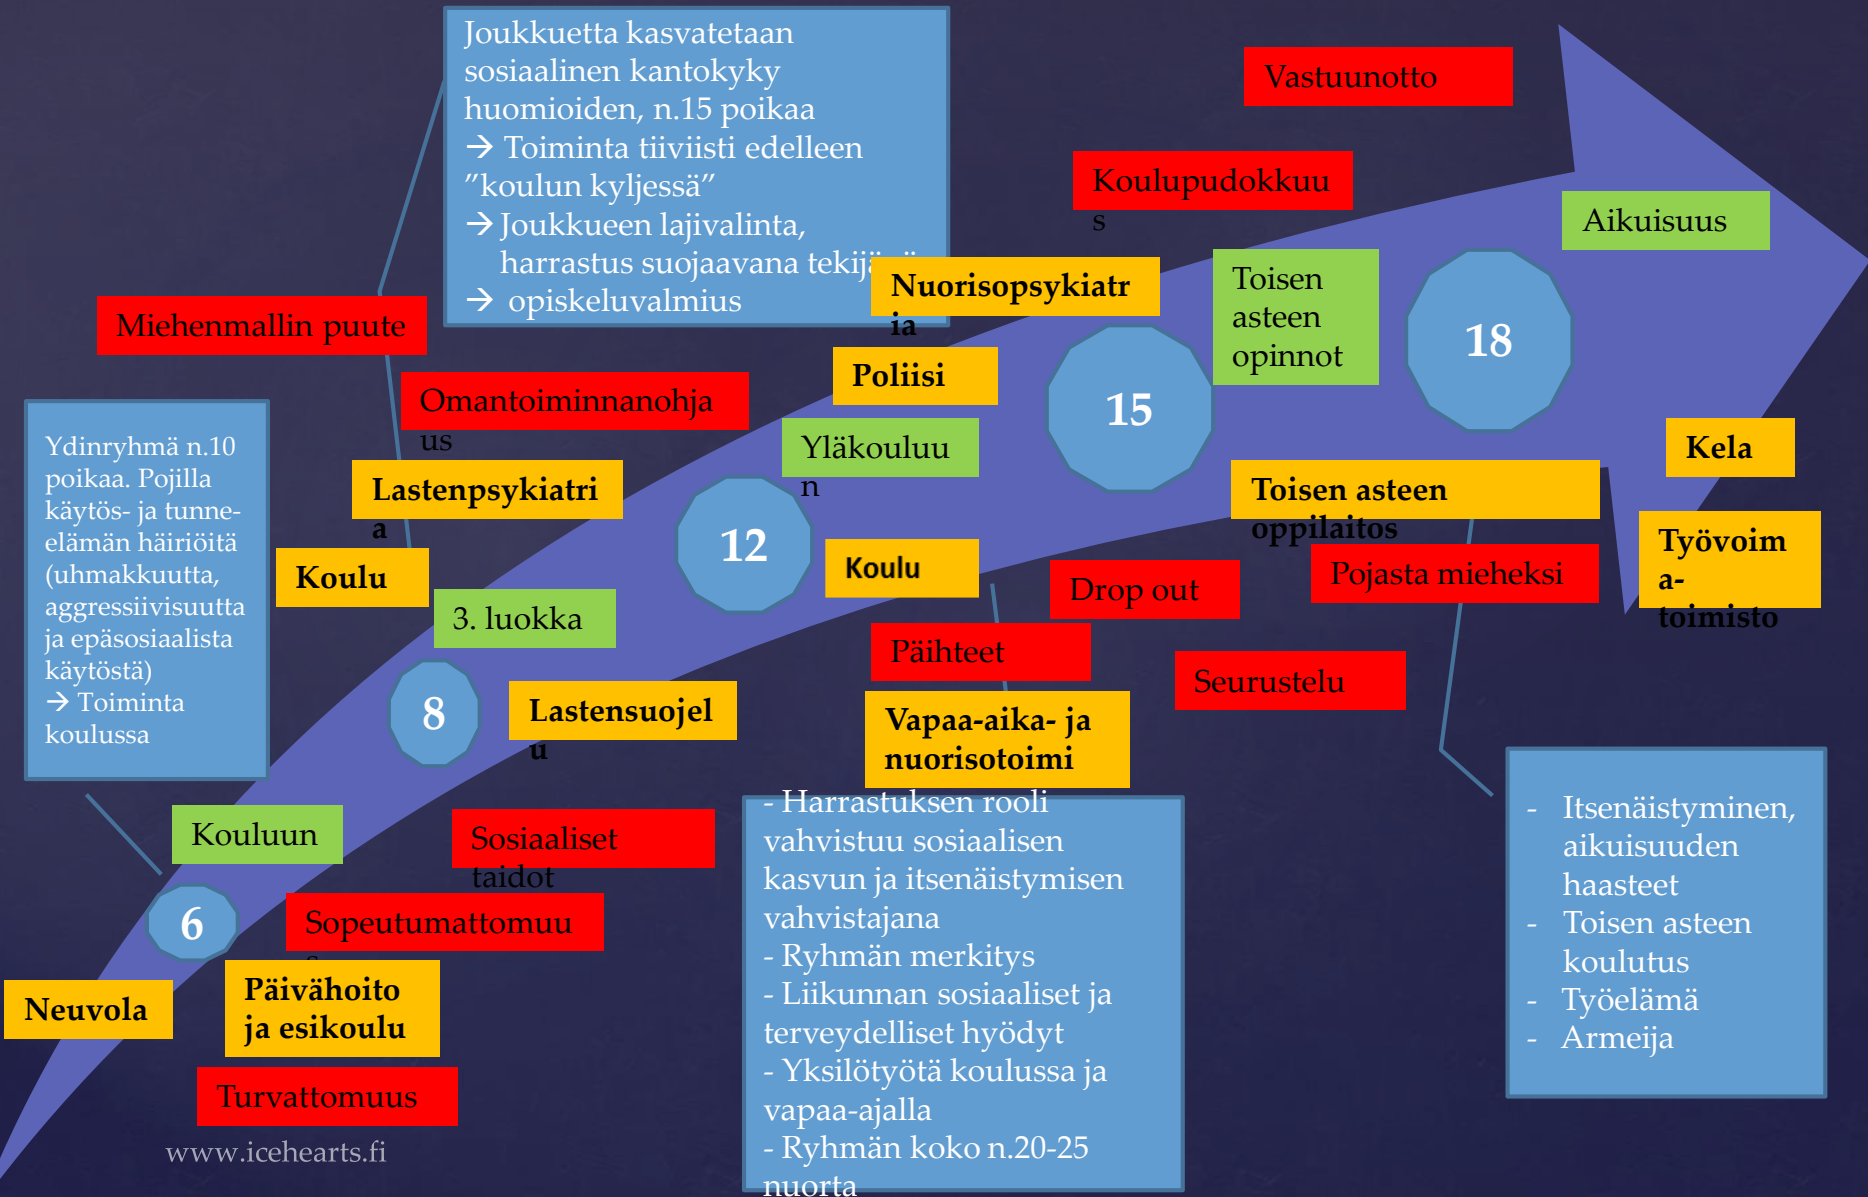 Joukkuetta kasvatetaan
sosiaalinen kantokyky
huomioiden, n.15 poikaa
→ Toiminta tiiviisti edelleen
”koulun kyljessä”
→ Joukkueen lajivalinta,
harrastus suojaavana
→ opiskeluvalmius
Vastuunotto
Koulupudokkuu
s
Aikuisuus
Nuorisopsykiatr
ia
Toisen
asteen
opinnot
18
Miehenmallin puute
Poliisi
15
Omantoiminnanohja
us
Yläkouluu
n
Kela
Ydinryhmä n.10
poikaa. Pojilla
käytös- ja tunne-
elämän häiriöitä
(uhmakkuutta,
aggressiivisuutta
ja epäsosiaalista
käytöstä)
→ Toiminta
koulussa
Lastenpsykiatri
a
Toisen asteen
oppilaitos
12
Koulu
Koulu
Työvoim
a-
toimisto
Drop out
Pojasta mieheksi
3. luokka
Päihteet
Seurustelu
8
Lastensuojel
u
Vapaa-aika- ja
nuorisotoimi
Kouluun
Sosiaaliset
taidot
- Harrastuksen rooli
vahvistuu sosiaalisen
kasvun ja itsenäistymisen
vahvistajana
- Ryhmän merkitys
- Liikunnan sosiaaliset ja
terveydelliset hyödyt
- Yksilötyötä koulussa ja
vapaa-ajalla
- Ryhmän koko n.20-25
nuorta
- Itsenäistyminen,
aikuisuuden
haasteet
- Toisen asteen
koulutus
- Työelämä
- Armeija
6
Sopeutumattomuu
s
Neuvola
Päivähoito
ja esikoulu
Turvattomuus
www.icehearts.fi